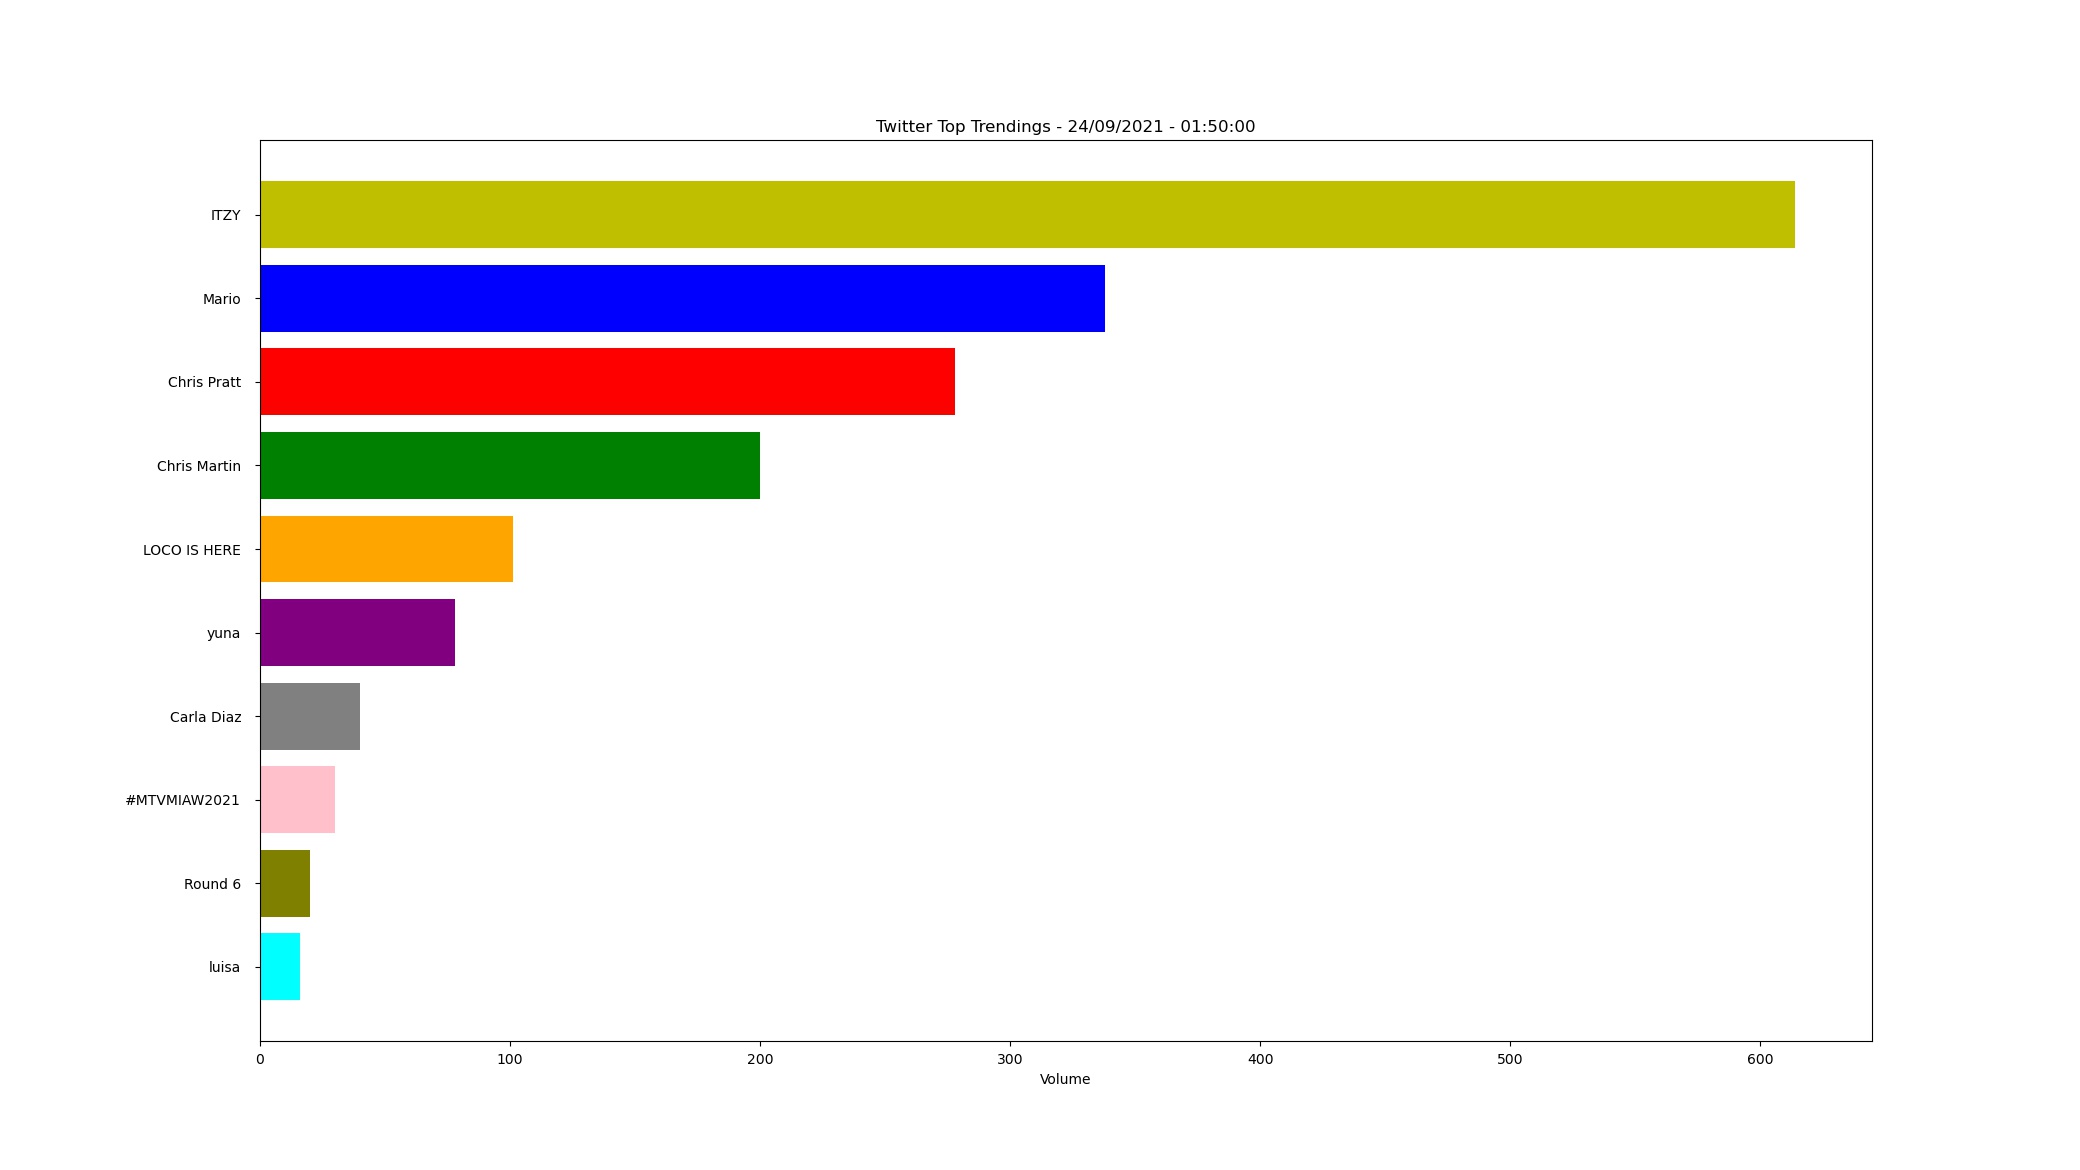 Twitter Top Trendings - 24/09/2021 - 01:50:00
ITZY
Mario
Chris Pratt
Chris Martin
LOCO IS HERE
yuna
Carla Diaz
#MTVMIAW2021
Round 6
luisa
0 100 200 300 400 500 600
Volume